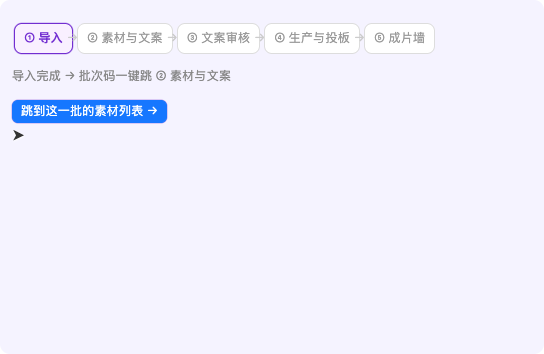 ① 导入 → ② 素材与文案 → ③ 文案审核 → ④ 生产与投板 → ⑤ 成片墙
导入完成 → 批次码一键跳 ② 素材与文案
跳到这一批的素材列表 →